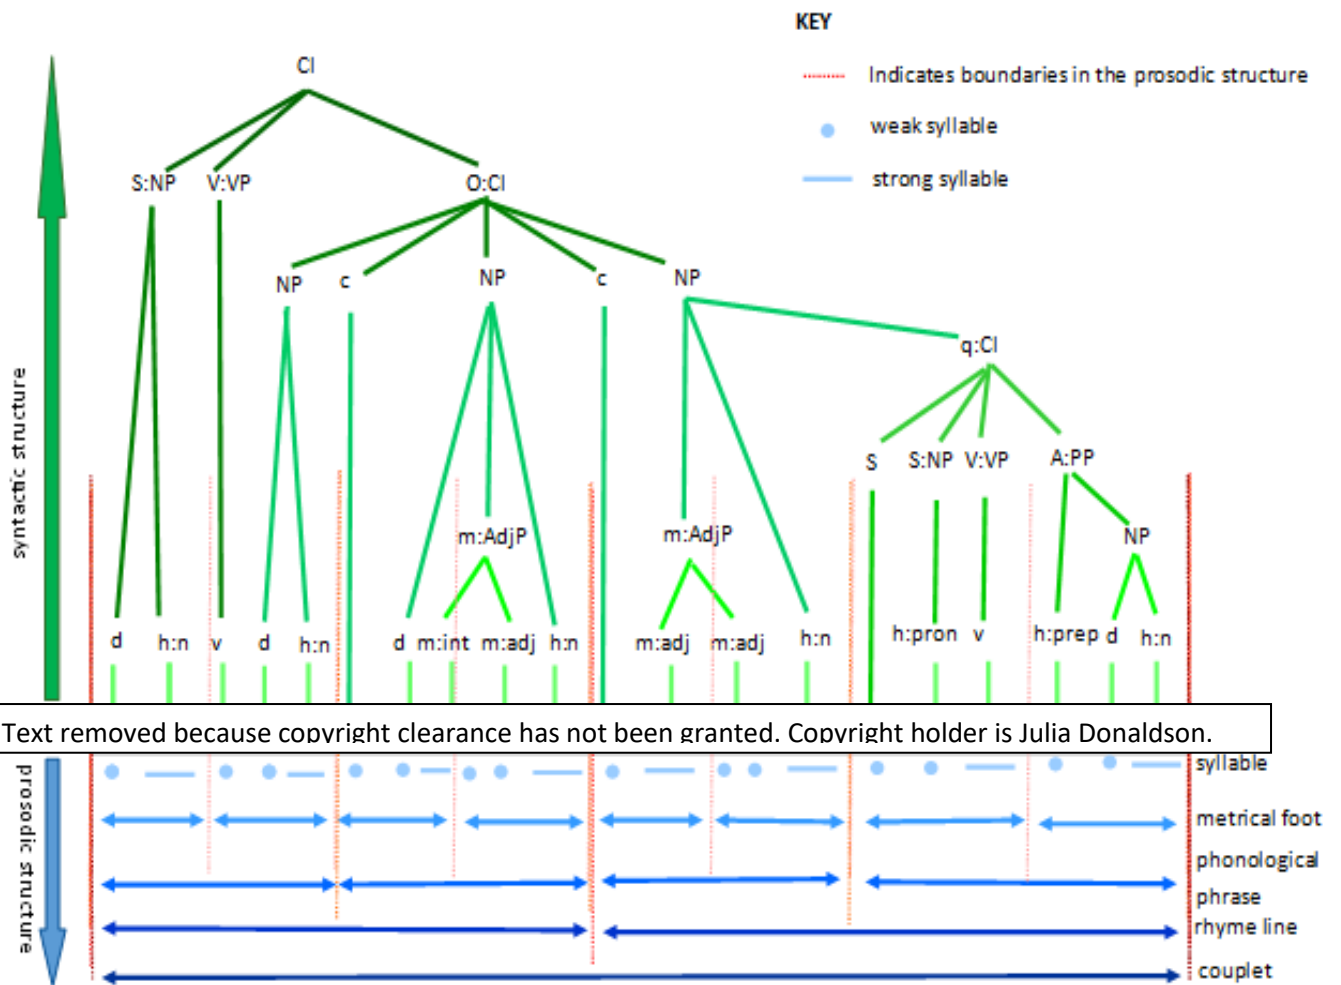 KEY
Indicates boundaries in the prosodic structure
weak syllable
strong syllable
Cl
S:NP V:VP O:Cl
NP c NP c NP
q:Cl
S S:NP V:VP A:PP
m:AdjP m:AdjP NP
d h:n v d h:n d m:int m:adj h:n m:adj m:adj h:n h:pron v h:prep d h:n
syntactic structure
Text removed because copyright clearance has not been granted. Copyright holder is Julia Donaldson.
prosodic structure
syllable
metrical foot
phonological
phrase
rhyme line
couplet